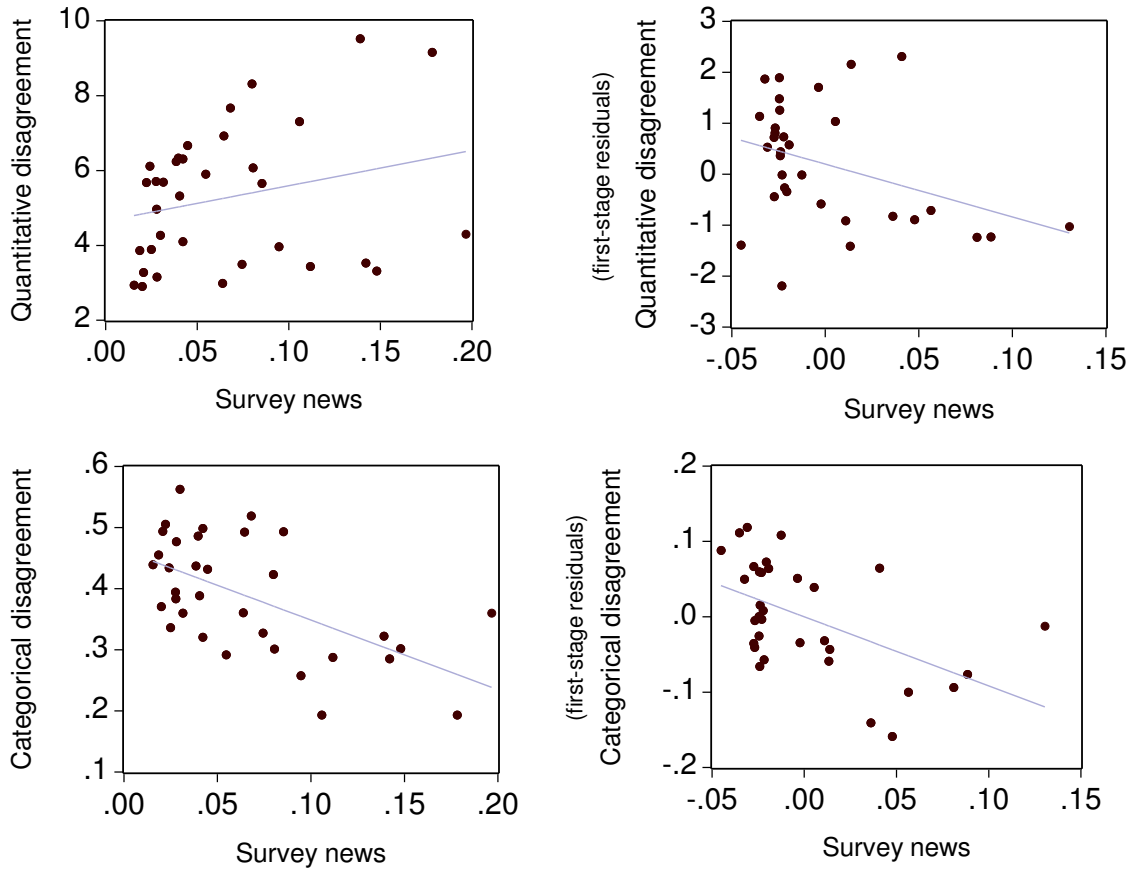 10
8
6
4
2
Quantitative disagreement
.00 .05 .10 .15 .20
Survey news
3
2
1
0
-1
-2
-3
(first-stage residuals)
Quantitative disagreement
-.05 .00 .05 .10 .15
Survey news
.6
.5
.4
.3
.2
.1
Categorical disagreement
.00 .05 .10 .15 .20
Survey news
.2
.1
.0
-.1
-.2
(first-stage residuals)
Categorical disagreement
-.05 .00 .05 .10 .15
Survey news